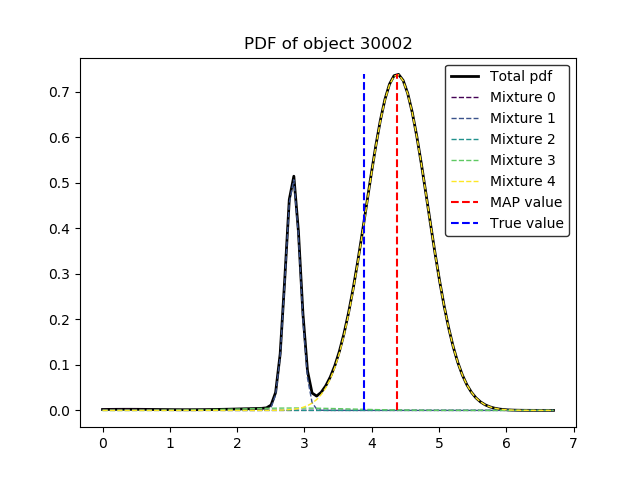 PDF of object 30002
Total pdf
Mixture 0
Mixture 1
Mixture 2
Mixture 3
Mixture 4
MAP value
True value
0.7
0.6
0.5
0.4
0.3
0.2
0.1
0.0
0 1 2 3 4 5 6 7